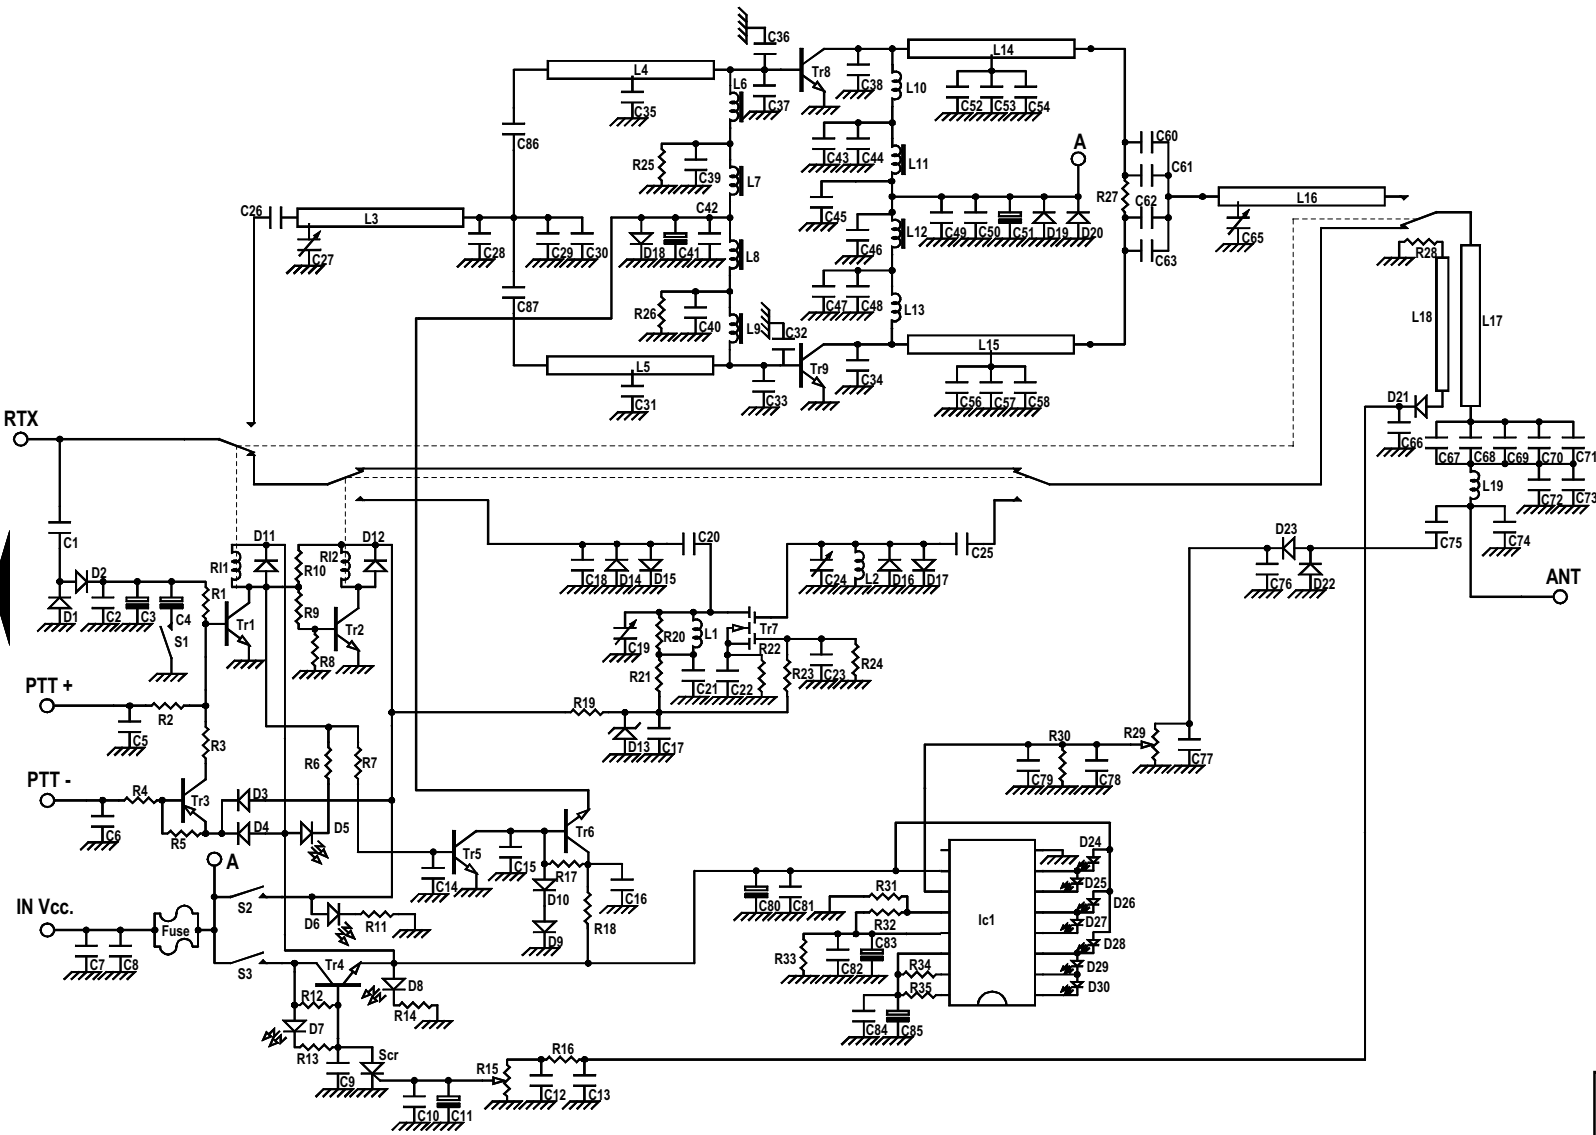 C36
L4
L6
Tr8
C38
L10
L14
C35
C37
C52 C53 C54
C86
R25
C39
L7
C43 C44
L11
A
C60
C61
R27
C62
C63
C26
L3
C27
C28
C29 C30
C42
D18 C41
L8
C45
C46
L12
C49 C50 C51 D19 D20
L16
C65
R28
C87
R26
C40
L9
C32
C47 C48
L13
L18
L17
L5
C31
C33
Tr9
C34
L15
C56 C57 C58
D21
C66
C67 C68 C69 C70 C71
RTX
L19
C72 C73
C1
D11
Rl1
R10
Rl2
D12
C20
C18 D14 D15
C25
C24 L2 D16 D17
D23
C76 D22
C75
C74
ANT
D2
D1 C2 C3 C4
S1
R1
Tr1
R9
R8
Tr2
C19
R20
L1
Tr7
R21
C21 C22
R22
R23
C23
R24
PTT +
C5
R2
R3
R19
D13 C17
R6
R7
R29
C77
R30
C79 C78
PTT -
R4
C6
Tr3
R5
D3
D4
D5
A
Tr5
C14
C15
Tr6
R17
D10
D9
R18
C16
IN Vcc.
C7 C8
Fuse
S2
S3
D6
R11
C80 C81
R31
R32
R33
C82
C83
R34
R35
C84 C85
Ic1
D24
D25
D26
D27
D28
D29
D30
Tr4
R12
D7
R13
C9
Scr
D8
R14
C10 C11
R15
R16
C12 C13